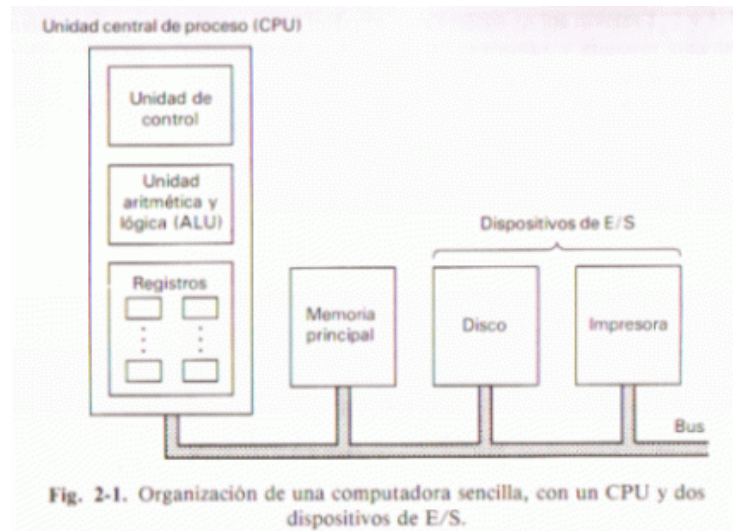 Unidad central de proceso (CPU)
Unidad de
control
Unidad
aritmética y
lógica (ALU)
Registros
Dispositivos de E/S
Memoria
principal
Disco
Impresora
Bus
Fig. 2-1. Organización de una computadora sencilla, con un CPU y dos
dispositivos de E/S.